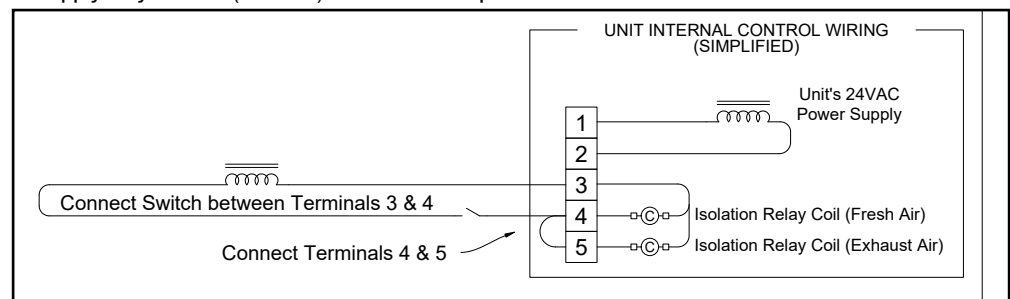 UNIT INTERNAL CONTROL WIRING
(SIMPLIFIED)
Unit's 24VAC
Power Supply
1
2
3
4
5
Connect Switch between Terminals 3 & 4
C
Isolation Relay Coil (Fresh Air)
C
Isolation Relay Coil (Exhaust Air)
Connect Terminals 4 & 5